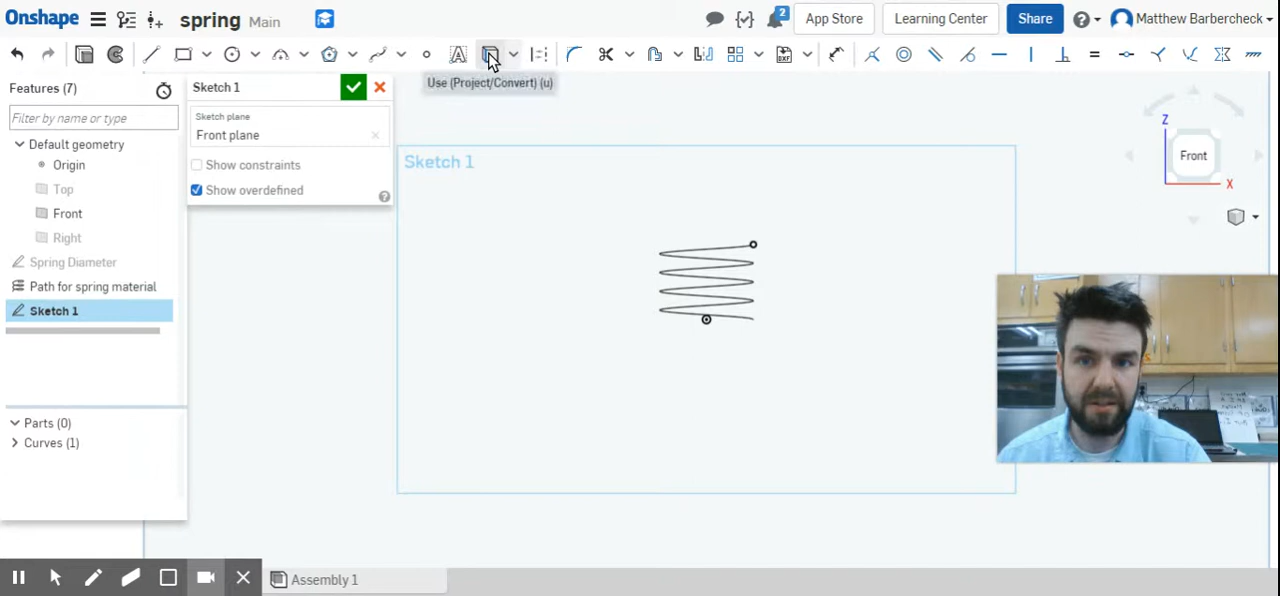 Onshape
spring Main
2
App Store
Learning Center
Share
Matthew Barbercheck
Use (Project/Convert) (u)
Features (7)
Filter by name or type
Default geometry
Origin
Top
Front
Right
Spring Diameter
Path for spring material
Sketch 1
Parts (0)
Curves (1)
Sketch 1
Sketch plane
Front plane
Show constraints
Show overdefined
Sketch 1
Z
Front
X
Assembly 1